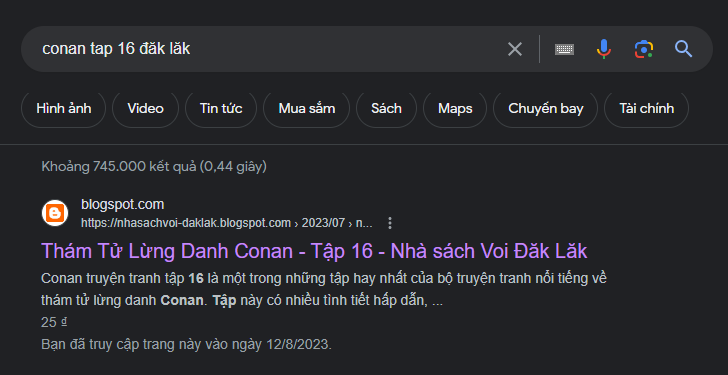 conan tap 16 đăk lăk
Hình ảnh
Video
Tin tức
Mua sắm
Sách
Maps
Chuyến bay
Tài chính
Khoảng 745.000 kết quả (0,44 giây)
blogspot.com
https://nhasachvoi-daklak.blogspot.com › 2023/07 › n...
Thám Tử Lừng Danh Conan - Tập 16 - Nhà sách Voi Đăk Lăk
Conan truyện tranh tập 16 là một trong những tập hay nhất của bộ truyện tranh nổi tiếng về
thám tử lừng danh Conan. Tập này có nhiều tình tiết hấp dẫn, ...
25 ₫
Bạn đã truy cập trang này vào ngày 12/8/2023.